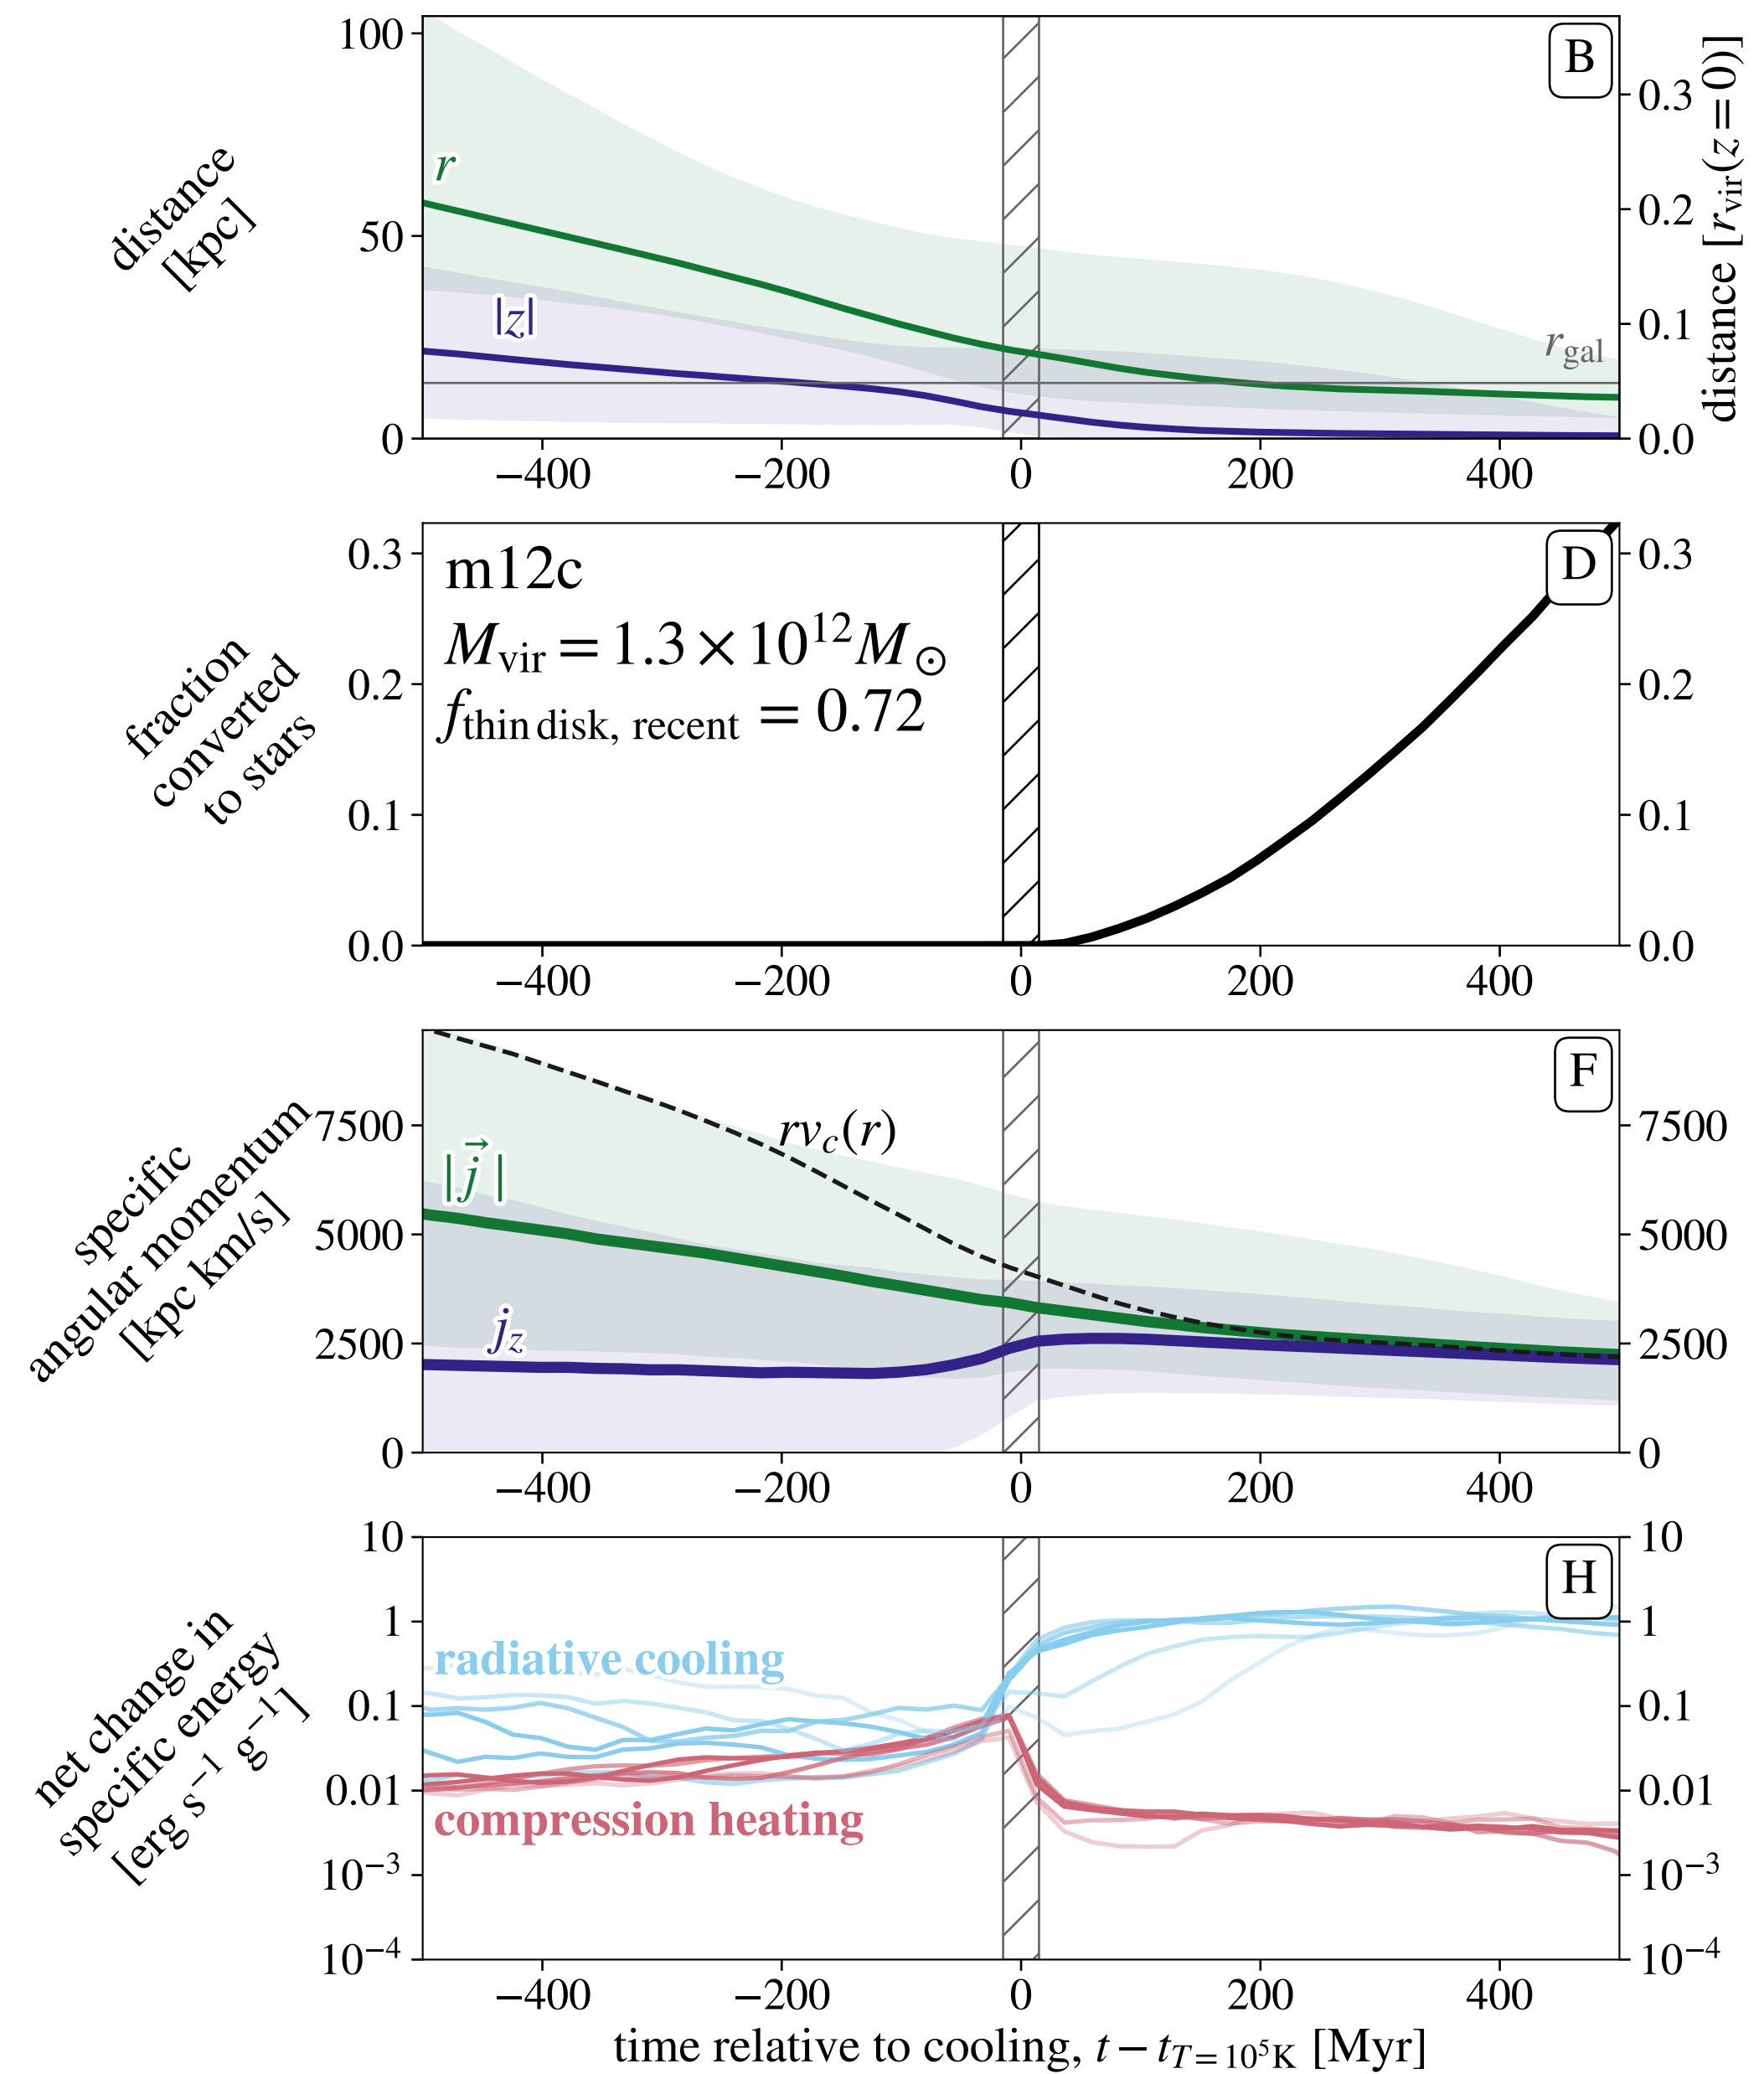 B
distance
[kpc]
100
50
0
r
|z|
r_gal
0.3
0.2
0.1
0.0
distance [r_vir(z=0)]
−400 −200 0 200 400
D
fraction
converted
to stars
0.3
0.2
0.1
0.0
m12c
M_vir = 1.3 × 10^12 M_⊙
f_thin disk, recent = 0.72
0.3
0.2
0.1
0.0
−400 −200 0 200 400
F
specific
angular momentum
[kpc km/s]
7500
5000
2500
0
rv_c(r)
|j⃗|
j_z
7500
5000
2500
0
−400 −200 0 200 400
H
net change in
specific energy
[erg s^−1 g^−1]
10
1
0.1
0.01
10^−3
10^−4
radiative cooling
compression heating
10
1
0.1
0.01
10^−3
10^−4
−400 −200 0 200 400
time relative to cooling, t − t_T=10^5K [Myr]